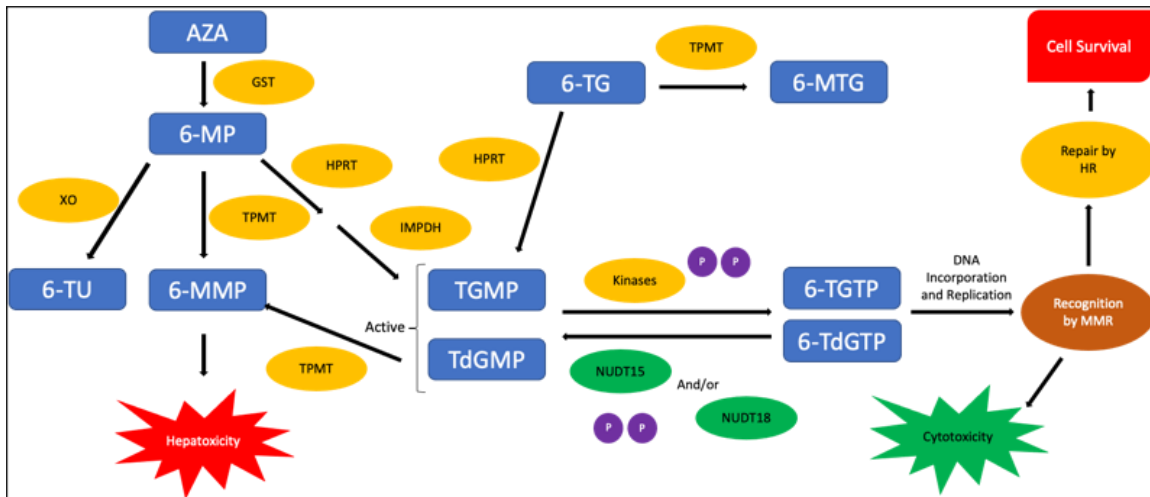 AZA
GST
6-MP
XO
TPMT
HPRT
IMPDH
6-TU
6-MMP
Hepatoxicity
TPMT
6-TG
TPMT
6-MTG
HPRT
Active
TGMP
TdGMP
Kinases
P P
6-TGTP
6-TdGTP
NUDT15
And/or
NUDT18
P P
DNA
Incorporation
and Replication
Recognition
by MMR
Repair by
HR
Cell Survival
Cytotoxicity